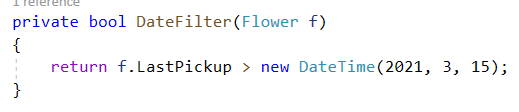 1 reference
private bool DateFilter(Flower f)
{
    return f.LastPickup > new DateTime(2021, 3, 15);
}